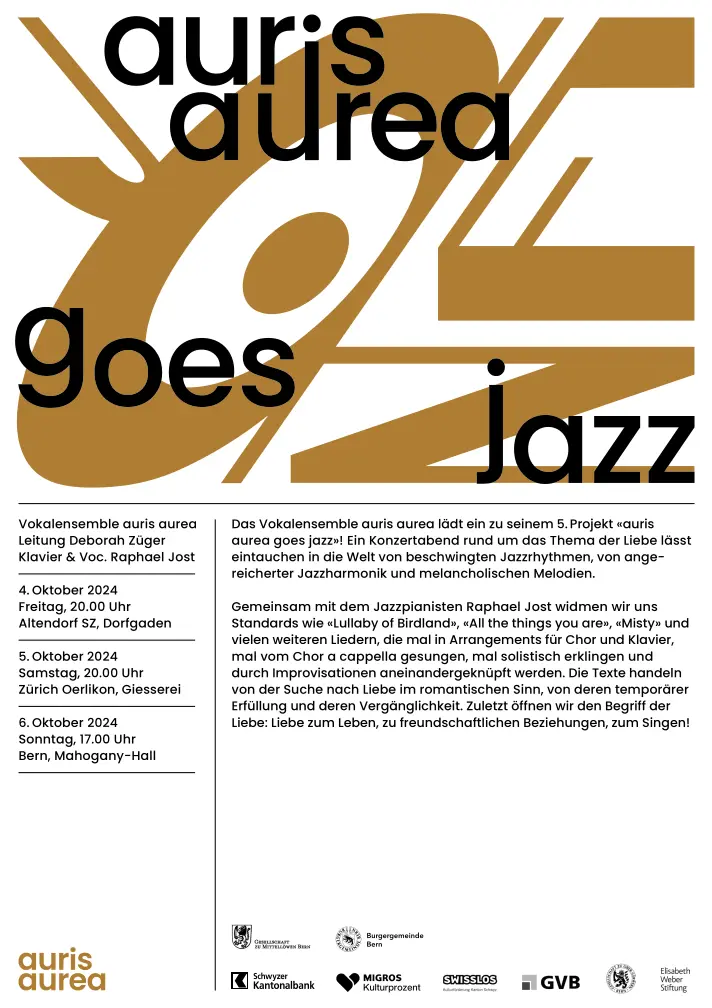 auris
aurea
goes
jazz
Vokalensemble auris aurea
Leitung Deborah Züger
Klavier & Voc. Raphael Jost
4. Oktober 2024
Freitag, 20.00 Uhr
Altendorf SZ, Dorfgaden
5. Oktober 2024
Samstag, 20.00 Uhr
Zürich Oerlikon, Giesserei
6. Oktober 2024
Sonntag, 17.00 Uhr
Bern, Mahogany-Hall
Das Vokalensemble auris aurea lädt ein zu seinem 5. Projekt «auris
aurea goes jazz»! Ein Konzertabend rund um das Thema der Liebe lässt
eintauchen in die Welt von beschwingten Jazzrhythmen, von ange-
reicherter Jazzharmonik und melancholischen Melodien.
Gemeinsam mit dem Jazzpianisten Raphael Jost widmen wir uns
Standards wie «Lullaby of Birdland», «All the things you are», «Misty» und
vielen weiteren Liedern, die mal in Arrangements für Chor und Klavier,
mal vom Chor a cappella gesungen, mal solistisch erklingen und
durch Improvisationen aneinandergeknüpft werden. Die Texte handeln
von der Suche nach Liebe im romantischen Sinn, von deren temporärer
Erfüllung und deren Vergänglichkeit. Zuletzt öffnen wir den Begriff der
Liebe: Liebe zum Leben, zu freundschaftlichen Beziehungen, zum Singen!
auris
aurea
Gesellschaft
zu Mittellöwen Bern
Burgergemeinde
Bern
Schwyzer
Kantonalbank
MIGROS
Kulturprozent
SWISSLOS
Kulturförderung Kanton Schwyz
GVB
Elisabeth
Weber
Stiftung